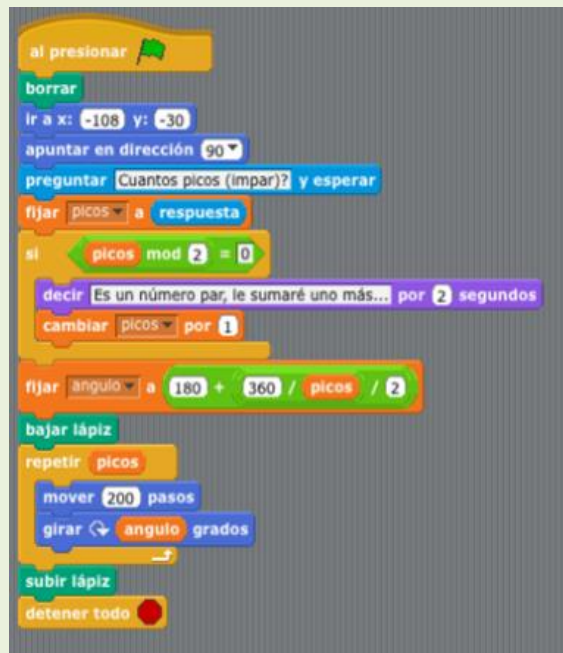 al presionar
borrar
ir a x: -108 y: -30
apuntar en dirección 90
preguntar Cuantos picos (impar)? y esperar
fijar picos a respuesta
si picos mod 2 = 0
decir Es un número par, le sumaré uno más... por 2 segundos
cambiar picos por 1
fijar angulo a 180 + 360 / picos / 2
bajar lápiz
repetir picos
mover 200 pasos
girar angulo grados
subir lápiz
detener todo